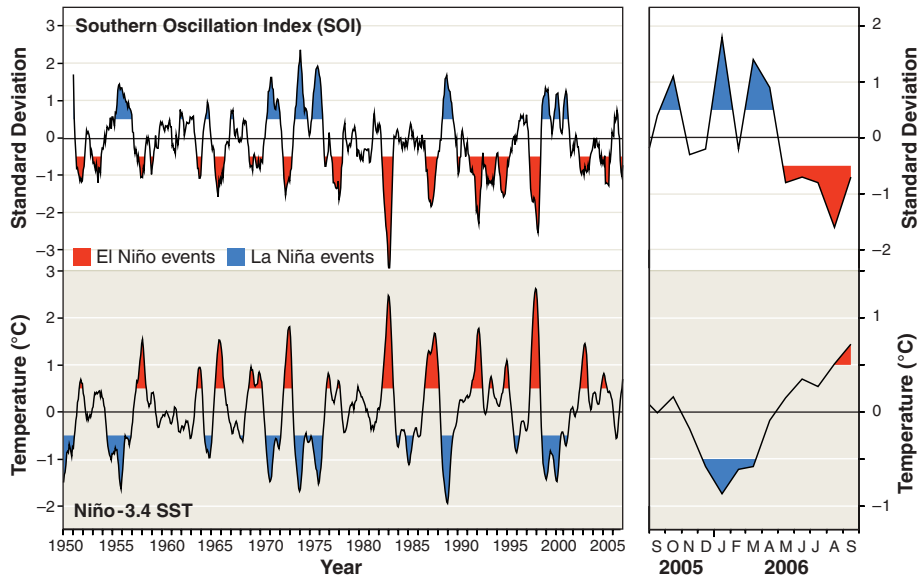 Southern Oscillation Index (SOI)
Standard Deviation
3
2
1
0
−1
−2
−3
El Niño events
La Niña events
2
1
0
−1
−2
Standard Deviation
Temperature (°C)
3
2
1
0
−1
−2
Niño-3.4 SST
1950 1955 1960 1965 1970 1975 1980 1985 1990 1995 2000 2005
Year
1
0
−1
Temperature (°C)
S O N D J F M A M J J A S
2005 2006